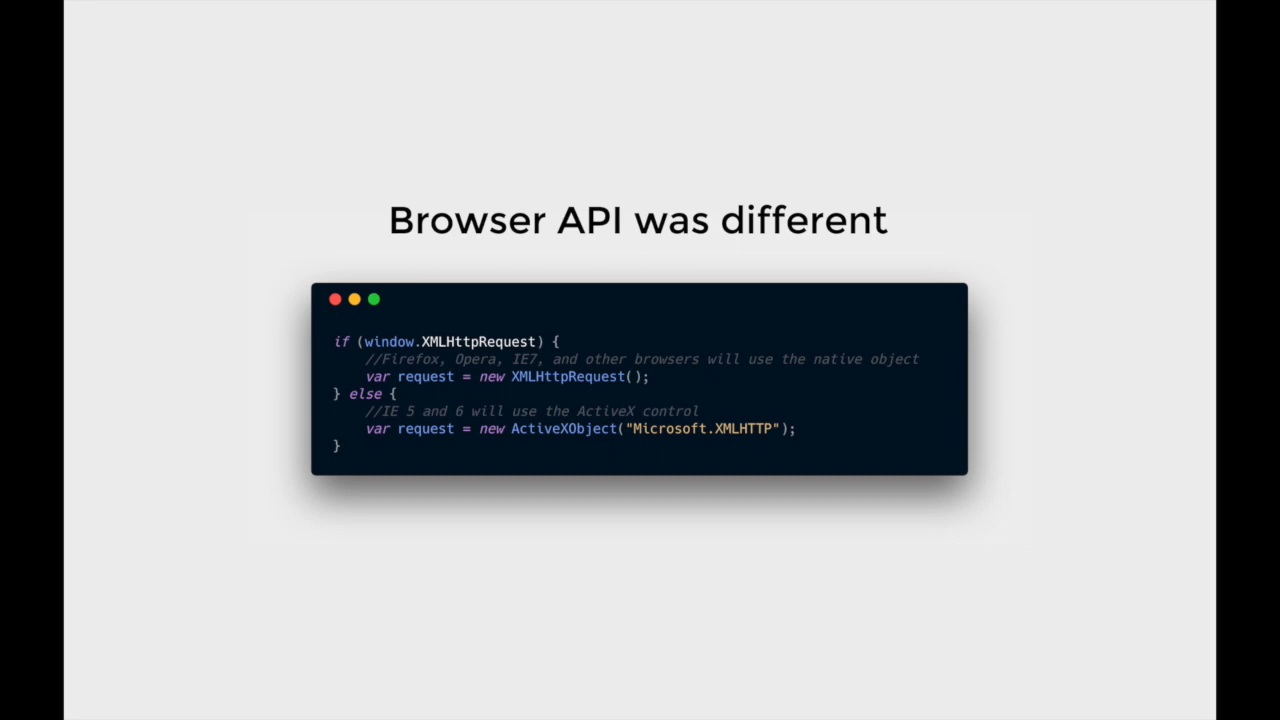 Browser API was different
if (window.XMLHttpRequest) {
//Firefox, Opera, IE7, and other browsers will use the native object
var request = new XMLHttpRequest();
} else {
//IE 5 and 6 will use the ActiveX control
var request = new ActiveXObject("Microsoft.XMLHTTP");
}